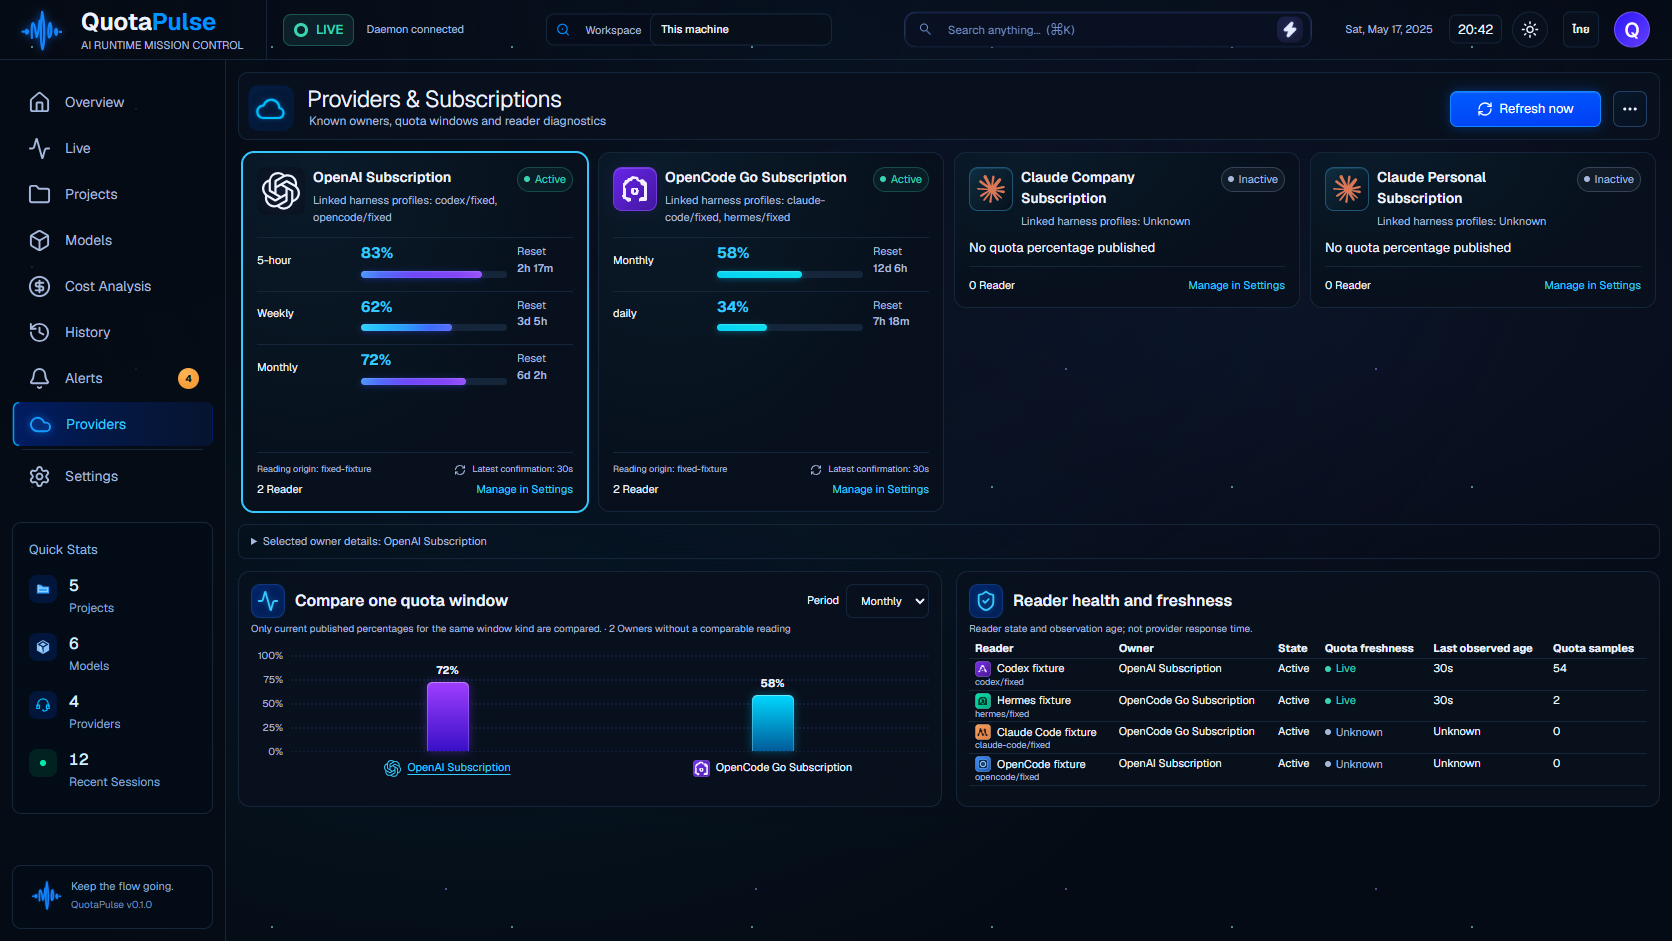 QuotaPulse
AI RUNTIME MISSION CONTROL
LIVE
Daemon connected
Workspace
This machine
Search anything... (⌘K)
Sat, May 17, 2025
20:42
ไทย
Q
Overview
Live
Projects
Models
Cost Analysis
History
Alerts
4
Providers
Settings
Quick Stats
5
Projects
6
Models
4
Providers
12
Recent Sessions
Keep the flow going.
QuotaPulse v0.1.0
Providers & Subscriptions
Known owners, quota windows and reader diagnostics
Refresh now
OpenAI Subscription
Active
Linked harness profiles: codex/fixed,
opencode/fixed
5-hour
83%
Reset
2h 17m
Weekly
62%
Reset
3d 5h
Monthly
72%
Reset
6d 2h
Reading origin: fixed-fixture
Latest confirmation: 30s
2 Reader
Manage in Settings
OpenCode Go Subscription
Active
Linked harness profiles: claude-
code/fixed, hermes/fixed
Monthly
58%
Reset
12d 6h
daily
34%
Reset
7h 18m
Reading origin: fixed-fixture
Latest confirmation: 30s
2 Reader
Manage in Settings
Claude Company
Subscription
Inactive
Linked harness profiles: Unknown
No quota percentage published
0 Reader
Manage in Settings
Claude Personal
Subscription
Inactive
Linked harness profiles: Unknown
No quota percentage published
0 Reader
Manage in Settings
Selected owner details: OpenAI Subscription
Compare one quota window
Period
Monthly
Only current published percentages for the same window kind are compared. · 2 Owners without a comparable reading
100%
75%
50%
25%
0%
72%
58%
OpenAI Subscription
OpenCode Go Subscription
Reader health and freshness
Reader state and observation age; not provider response time.
Reader Owner State Quota freshness Last observed age Quota samples
Codex fixture OpenAI Subscription Active Live 30s 54
codex/fixed
Hermes fixture OpenCode Go Subscription Active Live 30s 2
hermes/fixed
Claude Code fixture OpenCode Go Subscription Active Unknown Unknown 0
claude-code/fixed
OpenCode fixture OpenAI Subscription Active Unknown Unknown 0
opencode/fixed